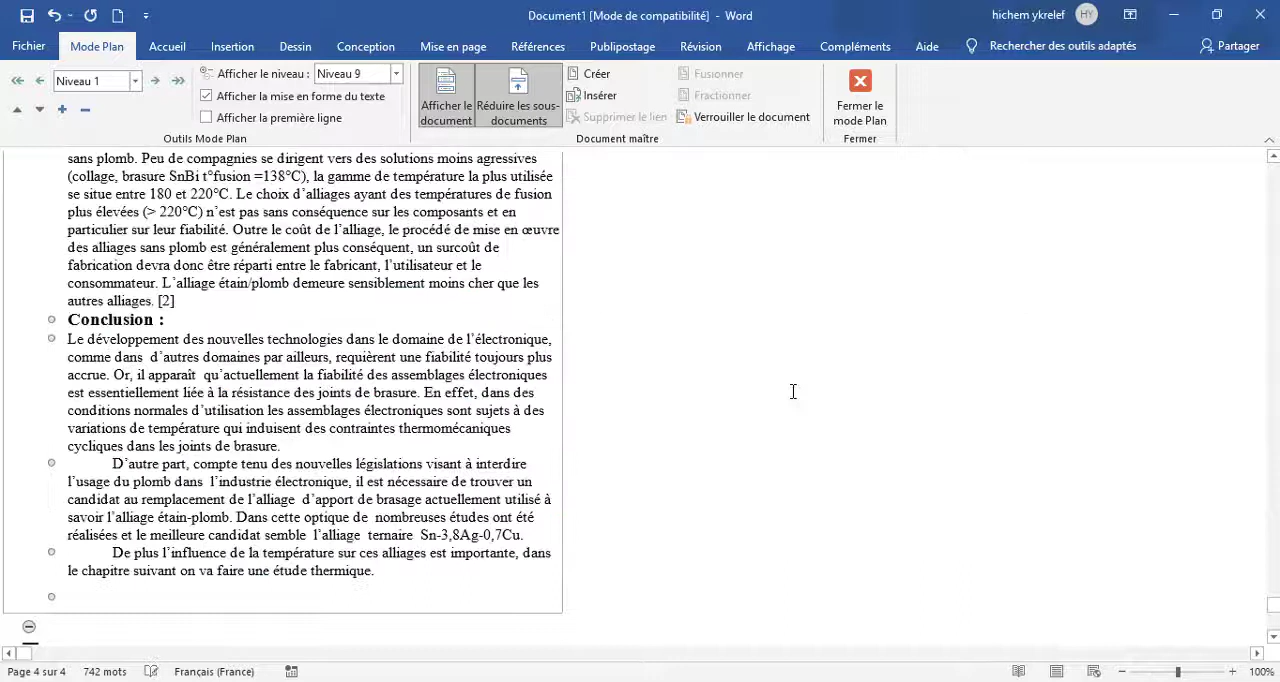 Document1 [Mode de compatibilité] - Word
hichem ykrelef
HY
Fichier
Mode Plan
Accueil
Insertion
Dessin
Conception
Mise en page
Références
Publipostage
Révision
Affichage
Compléments
Aide
Rechercher des outils adaptés
Partager
Niveau 1
Afficher le niveau :
Niveau 9
Afficher la mise en forme du texte
Afficher la première ligne
Outils Mode Plan
Afficher le
document
Réduire les sous-
documents
Créer
Insérer
Supprimer le lien
Fusionner
Fractionner
Verrouiller le document
Document maître
Fermer le
mode Plan
Fermer
sans plomb. Peu de compagnies se dirigent vers des solutions moins agressives
(collage, brasure SnBi t°fusion =138°C), la gamme de température la plus utilisée
se situe entre 180 et 220°C. Le choix d’alliages ayant des températures de fusion
plus élevées (> 220°C) n’est pas sans conséquence sur les composants et en
particulier sur leur fiabilité. Outre le coût de l’alliage, le procédé de mise en œuvre
des alliages sans plomb est généralement plus conséquent, un surcoût de
fabrication devra donc être réparti entre le fabricant, l’utilisateur et le
consommateur. L’alliage étain/plomb demeure sensiblement moins cher que les
autres alliages. [2]
Conclusion :
Le développement des nouvelles technologies dans le domaine de l’électronique,
comme dans d’autres domaines par ailleurs, requièrent une fiabilité toujours plus
accrue. Or, il apparaît qu’actuellement la fiabilité des assemblages électroniques
est essentiellement liée à la résistance des joints de brasure. En effet, dans des
conditions normales d’utilisation les assemblages électroniques sont sujets à des
variations de température qui induisent des contraintes thermomécaniques
cycliques dans les joints de brasure.
D’autre part, compte tenu des nouvelles législations visant à interdire
l’usage du plomb dans l’industrie électronique, il est nécessaire de trouver un
candidat au remplacement de l’alliage d’apport de brasage actuellement utilisé à
savoir l’alliage étain-plomb. Dans cette optique de nombreuses études ont été
réalisées et le meilleure candidat semble l’alliage ternaire Sn-3,8Ag-0,7Cu.
De plus l’influence de la température sur ces alliages est importante, dans
le chapitre suivant on va faire une étude thermique.
Page 4 sur 4
742 mots
Français (France)
100%